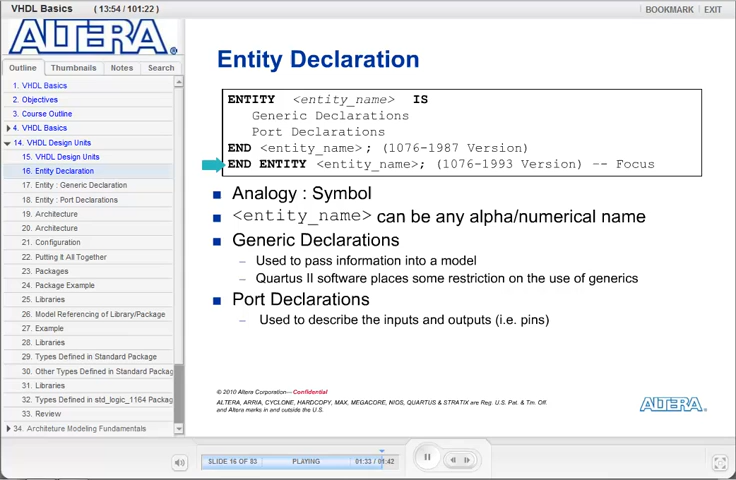 VHDL Basics ( 13:54 / 101:22 )
BOOKMARK EXIT
ALTERA®
Outline Thumbnails Notes Search
1. VHDL Basics
2. Objectives
3. Course Outline
4. VHDL Basics
14. VHDL Design Units
15. VHDL Design Units
16. Entity Declaration
17. Entity : Generic Declaration
18. Entity : Port Declarations
19. Architecture
20. Architecture
21. Configuration
22. Putting It All Together
23. Packages
24. Package Example
25. Libraries
26. Model Referencing of Library/Package
27. Example
28. Libraries
29. Types Defined in Standard Package
30. Other Types Defined in Standard Packag
31. Libraries
32. Types Defined in std_logic_1164 Packag
33. Review
34. Architeture Modeling Fundamentals
Entity Declaration
ENTITY <entity_name> IS
Generic Declarations
Port Declarations
END <entity_name>; (1076-1987 Version)
END ENTITY <entity_name>; (1076-1993 Version) -- Focus
■ Analogy : Symbol
■ <entity_name> can be any alpha/numerical name
■ Generic Declarations
– Used to pass information into a model
– Quartus II software places some restriction on the use of generics
■ Port Declarations
– Used to describe the inputs and outputs (i.e. pins)
© 2010 Altera Corporation—Confidential
ALTERA, ARRIA, CYCLONE, HARDCOPY, MAX, MEGACORE, NIOS, QUARTUS & STRATIX are Reg. U.S. Pat. & Tm. Off.
and Altera marks in and outside the U.S.
ALTERA®
SLIDE 16 OF 83 PLAYING 01:33 / 01:42